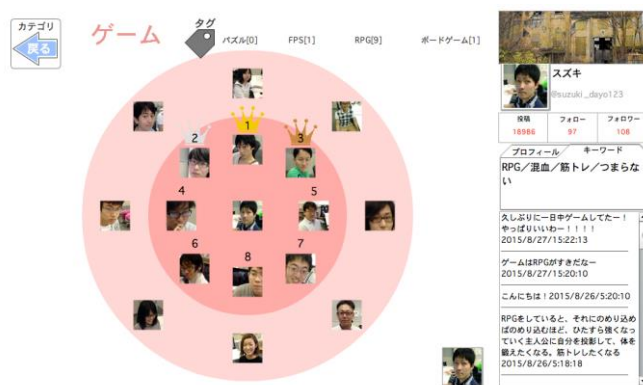 カテゴリ
戻る
ゲーム
タグ
パズル[0]
FPS[1]
RPG[9]
ボードゲーム[1]
1
2
3
4
5
6
7
8
スズキ
@suzuki_dayo123
投稿
フォロー
フォロワー
18986
97
108
プロフィール
キーワード
RPG／混血／筋トレ／つまらな
い
久しぶりに一日中ゲームしてたー！
やっぱりいいわー！！！！
2015/8/27/15:22:13
ゲームはRPGがすきだなー
2015/8/27/15:20:10
こんにちは！2015/8/26/5:20:10
RPGをしていると、それにのめり込め
ばのめり込むほど、ひたすら強くなっ
ていく主人公に自分を投影して、体を
鍛えたくなる。筋トレしたくなる
2015/8/26/5:18:18